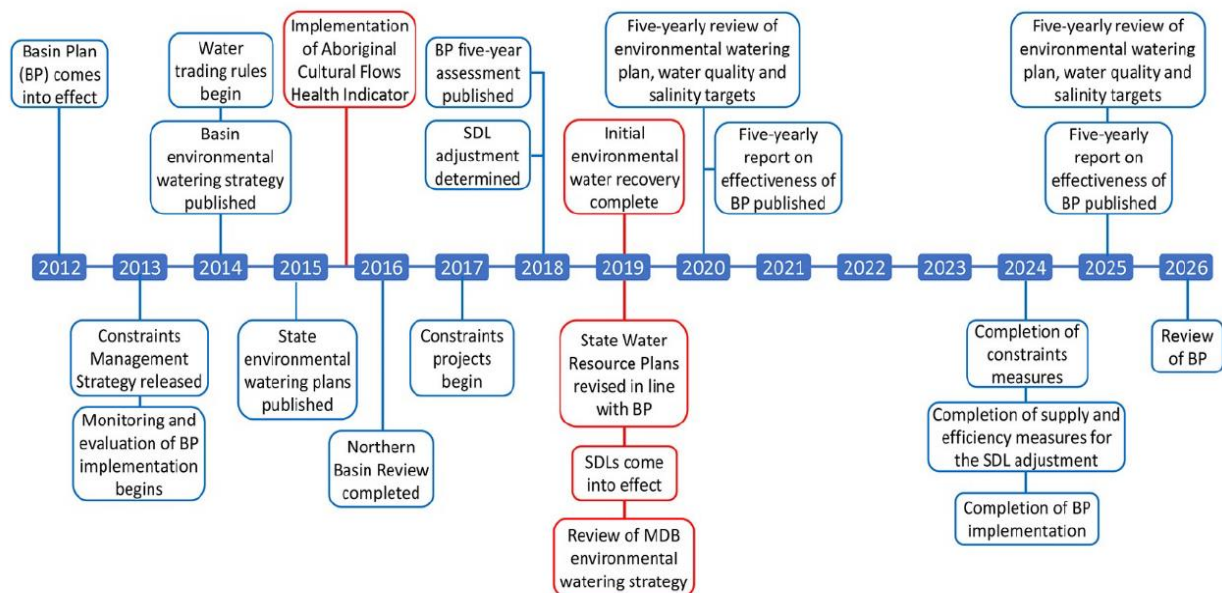 Basin Plan
(BP) comes
into effect
Water
trading rules
begin
Basin
environmental
watering strategy
published
Implementation
of Aboriginal
Cultural Flows
Health Indicator
BP five-year
assessment
published
SDL
adjustment
determined
Initial
environmental
water recovery
complete
Five-yearly review of
environmental watering
plan, water quality and
salinity targets
Five-yearly
report on
effectiveness of
BP published
Five-yearly review of
environmental watering
plan, water quality and
salinity targets
Five-yearly
report on
effectiveness of
BP published
2012 2013 2014 2015 2016 2017 2018 2019 2020 2021 2022 2023 2024 2025 2026
Constraints
Management
Strategy released
Monitoring and
evaluation of BP
implementation
begins
State
environmental
watering plans
published
Northern
Basin Review
completed
Constraints
projects
begin
State Water
Resource Plans
revised in line
with BP
SDLs come
into effect
Review of MDB
environmental
watering strategy
Completion of
constraints
measures
Completion of supply and
efficiency measures for
the SDL adjustment
Completion of BP
implementation
Review
of BP